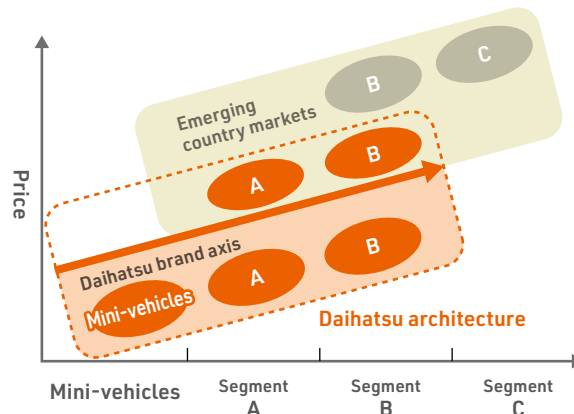 Price
B
C
Emerging
country markets
A
B
Daihatsu brand axis
Mini-vehicles
A
B
Daihatsu architecture
Mini-vehicles
Segment
A
Segment
B
Segment
C